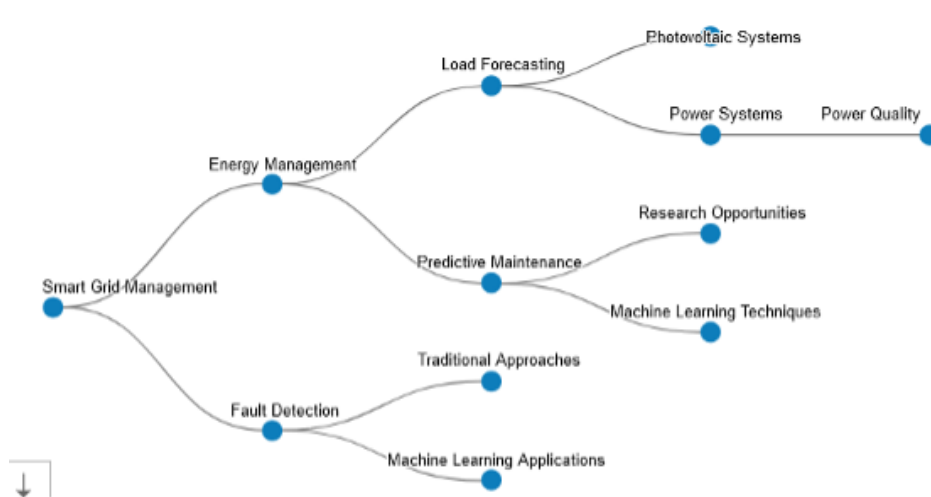 Photovoltaic Systems
Load Forecasting
Power Systems
Power Quality
Energy Management
Research Opportunities
Predictive Maintenance
Smart Grid Management
Machine Learning Techniques
Traditional Approaches
Fault Detection
Machine Learning Applications